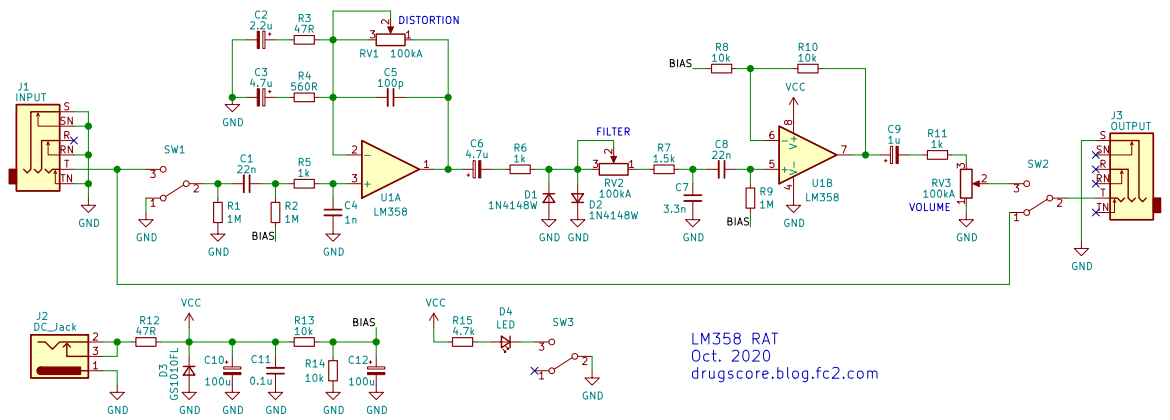 C2
2.2u
R3
47R
2
DISTORTION
3
1
RV1 100kA
C3
4.7u
R4
560R
C5
100p
GND
J1
INPUT
S
SN
R
RN
T
TN
GND
SW1
3
2
1
GND
C1
22n
R1
1M
GND
R2
1M
BIAS
R5
1k
C4
1n
GND
2
3
1
U1A
LM358
C6
4.7u
R6
1k
D1
1N4148W
GND
D2
1N4148W
GND
FILTER
2
3
1
RV2
100kA
R7
1.5k
C7
3.3n
GND
C8
22n
R9
1M
BIAS
BIAS
R8
10k
R10
10k
VCC
8
V+
6
5
7
V-
4
U1B
LM358
GND
C9
1u
R11
1k
3
2
1
RV3
100kA
VOLUME
GND
SW2
3
2
1
J3
OUTPUT
S
SN
R
RN
T
TN
GND
J2
DC_Jack
2
3
1
GND
R12
47R
VCC
D3
GS1010FL
GND
C10
100u
GND
C11
0.1u
GND
R13
10k
R14
10k
GND
BIAS
C12
100u
GND
VCC
R15
4.7k
D4
LED
SW3
3
2
1
GND
LM358 RAT
Oct. 2020
drugscore.blog.fc2.com